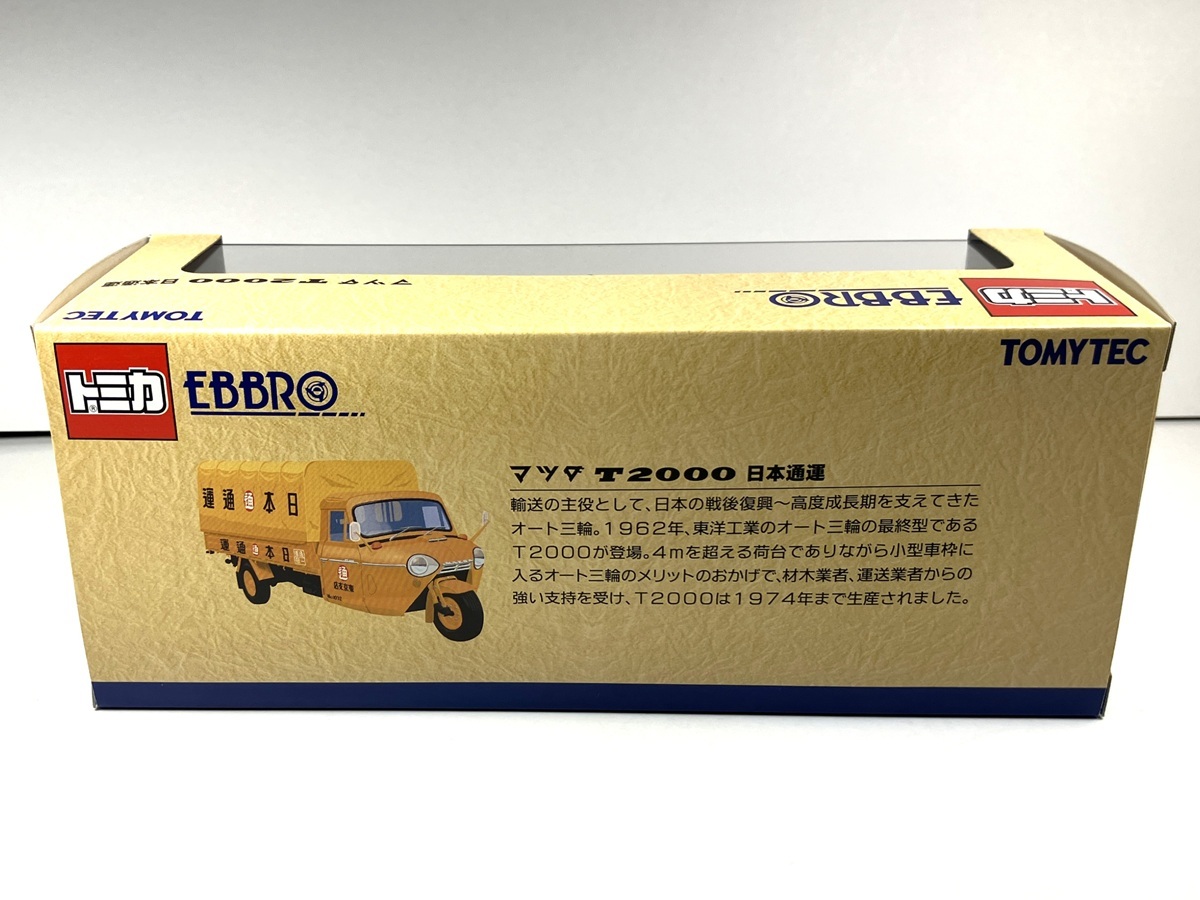 マツダ T2000 日本通運
TOMYTEC
EBBRO
トミカ
TOMYTEC
トミカ®
EBBRO
マツダ T2000 日本通運
輸送の主役として、日本の戦後復興～高度成長期を支えてきた
オート三輪。1962年、東洋工業のオート三輪の最終型である
T2000が登場。4mを超える荷台でありながら小型車枠に
入るオート三輪のメリットのおかげで、材木業者、運送業者からの
強い支持を受け、T2000は1974年まで生産されました。
運通通本日
運通通本日
通
店支京東